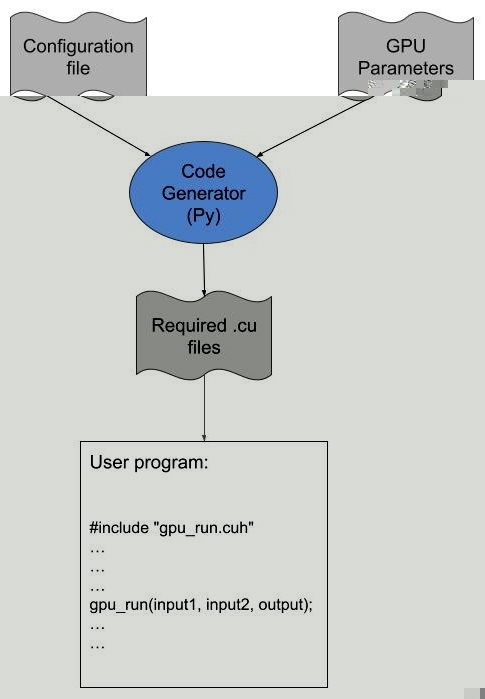 Configuration
file
GPU
Parameters
Code
Generator
(Py)
Required .cu
files
User program:
#include "gpu_run.cuh"
...
...
...
gpu_run(input1, input2, output);
...
...